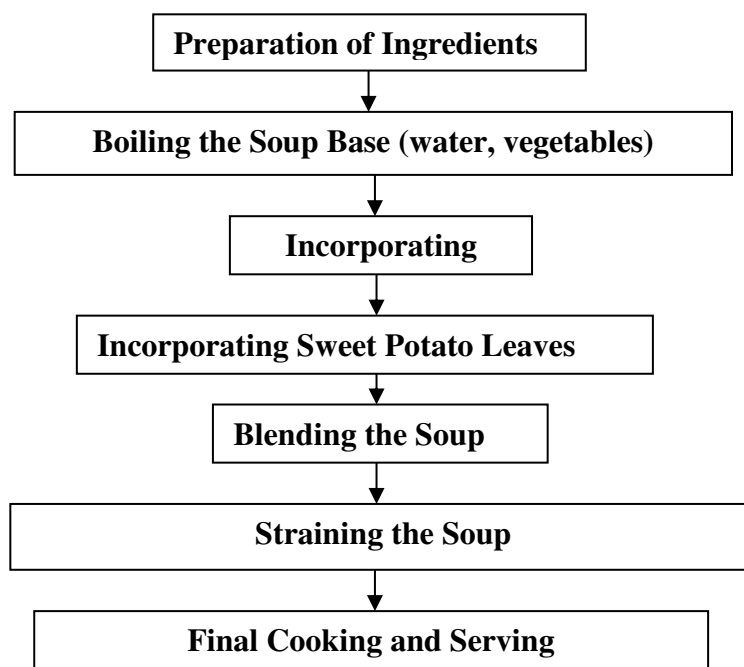 Preparation of Ingredients
Boiling the Soup Base (water, vegetables)
Incorporating
Incorporating Sweet Potato Leaves
Blending the Soup
Straining the Soup
Final Cooking and Serving